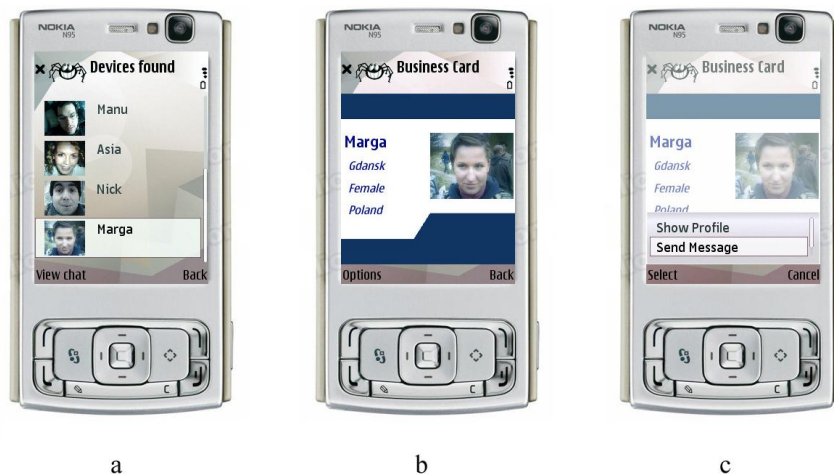 NOKIA
N95
Devices found
Manu
Asia
Nick
Marga
View chat Back
C
NOKIA
N95
Business Card
Marga
Gdansk
Female
Poland
Options Back
C
NOKIA
N95
Business Card
Marga
Gdansk
Female
Poland
Show Profile
Send Message
Select Cancel
C
a b c